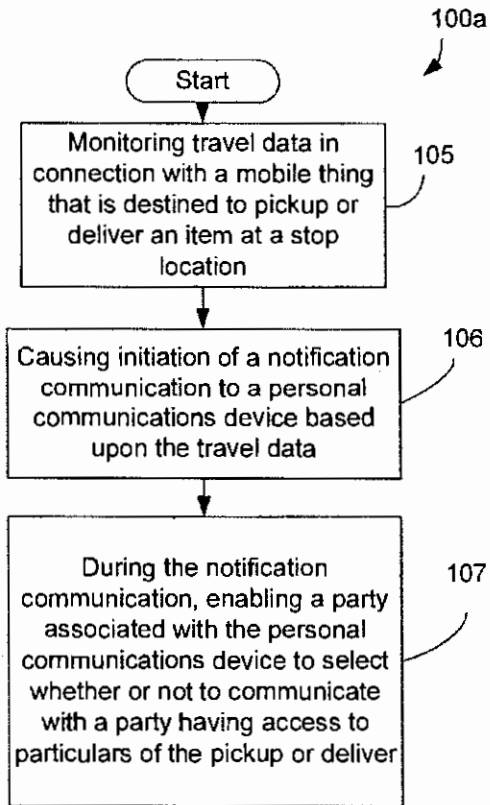 100a
Start
Monitoring travel data in
connection with a mobile thing
that is destined to pickup or
deliver an item at a stop
location
105
Causing initiation of a notification
communication to a personal
communications device based
upon the travel data
106
During the notification
communication, enabling a party
associated with the personal
communications device to select
whether or not to communicate
with a party having access to
particulars of the pickup or deliver
107